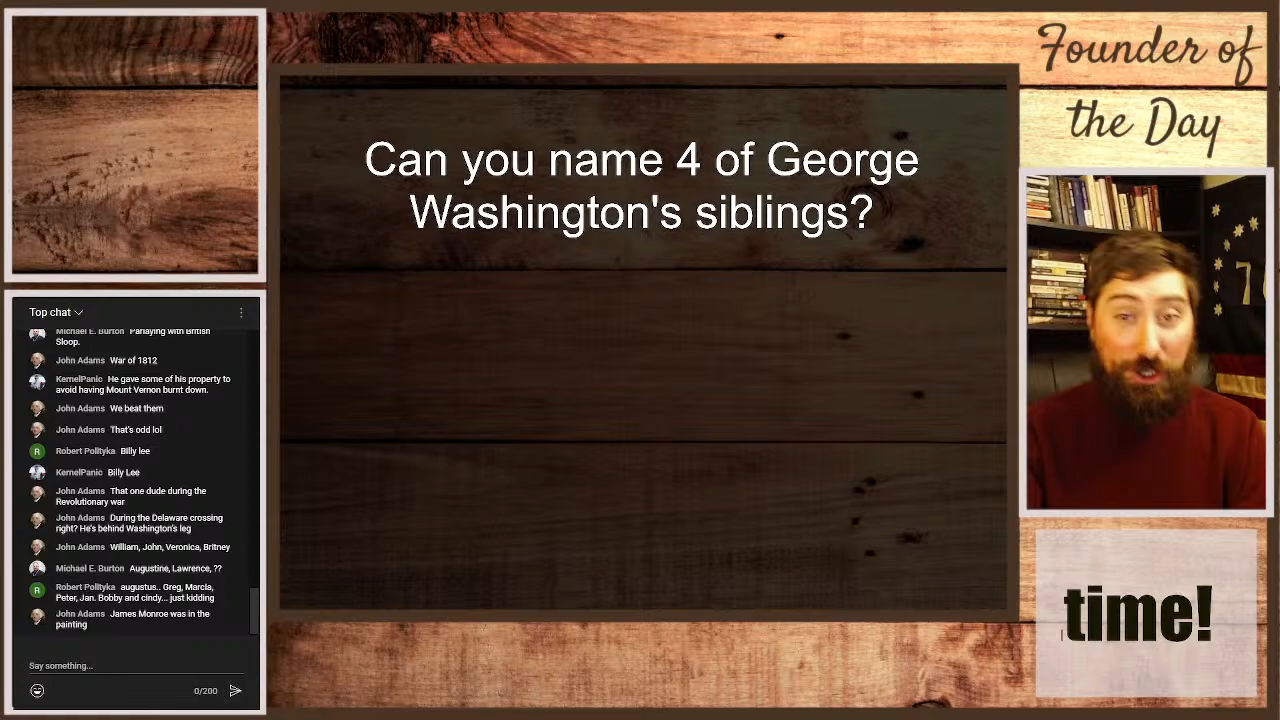 Founder of
the Day
Can you name 4 of George
Washington's siblings?
Top chat
Michael E. Burton Parlaying with British
Sloop.
John Adams War of 1812
KernelPanic He gave some of his property to
avoid having Mount Vernon burnt down.
John Adams We beat them
John Adams That's odd lol
R Robert Polityka Billy lee
KernelPanic Billy Lee
John Adams That one dude during the
Revolutionary war
John Adams During the Delaware crossing
right? He's behind Washington's leg
John Adams William, John, Veronica, Britney
Michael E. Burton Augustine, Lawrence, ??
R Robert Polityka augustus.. Greg, Marcia,
Peter, Jan. Bobby and cindy... just kidding
John Adams James Monroe was in the
painting
Say something...
0/200
7
time!